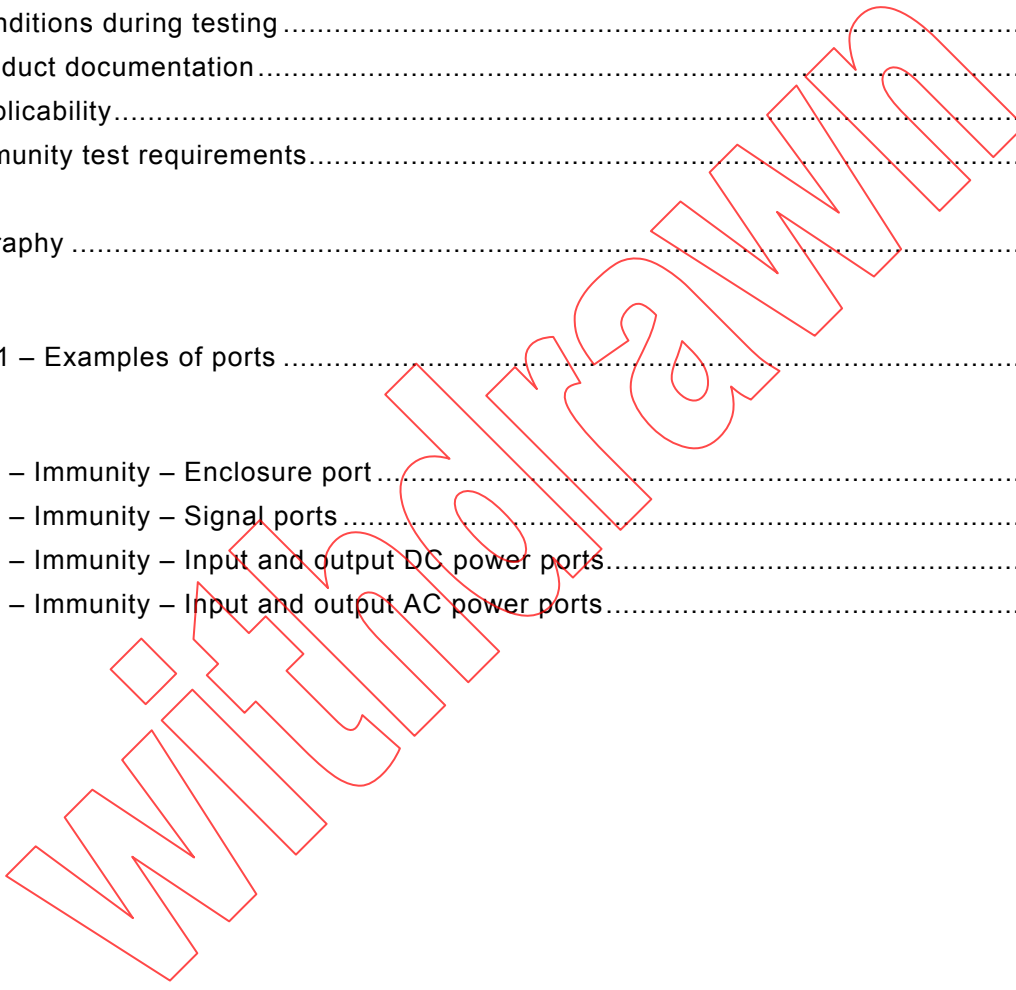 nditions during testing ........................................................................................
duct documentation...........................................................................................
plicability.............................................................................................................
munity test requirements.....................................................................................
raphy .................................................................................................................
1 – Examples of ports ........................................................................................
– Immunity – Enclosure port .............................................................................
– Immunity – Signal ports .................................................................................
– Immunity – Input and output DC power ports..................................................
– Immunity – Input and output AC power ports..................................................
withdrawn